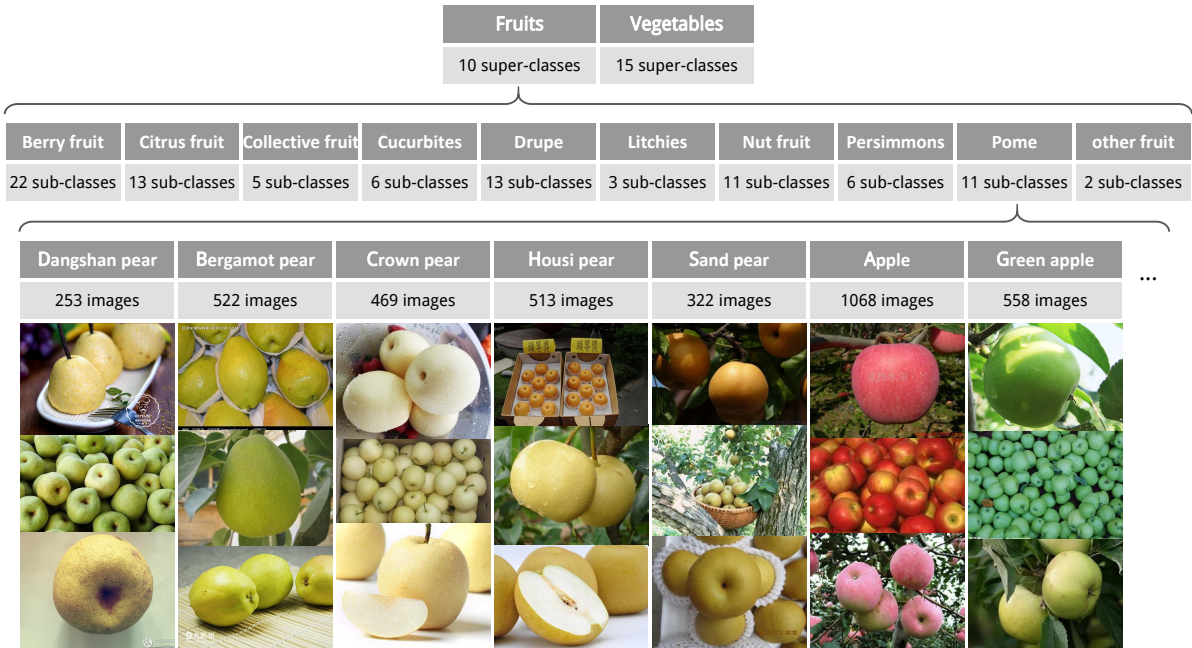 Fruits Vegetables
10 super-classes 15 super-classes
Berry fruit Citrus fruit Collective fruit Cucurbites Drupe Litchies Nut fruit Persimmons Pome other fruit
22 sub-classes 13 sub-classes 5 sub-classes 6 sub-classes 13 sub-classes 3 sub-classes 11 sub-classes 6 sub-classes 11 sub-classes 2 sub-classes
Dangshan pear Bergamot pear Crown pear Housi pear Sand pear Apple Green apple
...
253 images 522 images 469 images 513 images 322 images 1068 images 558 images